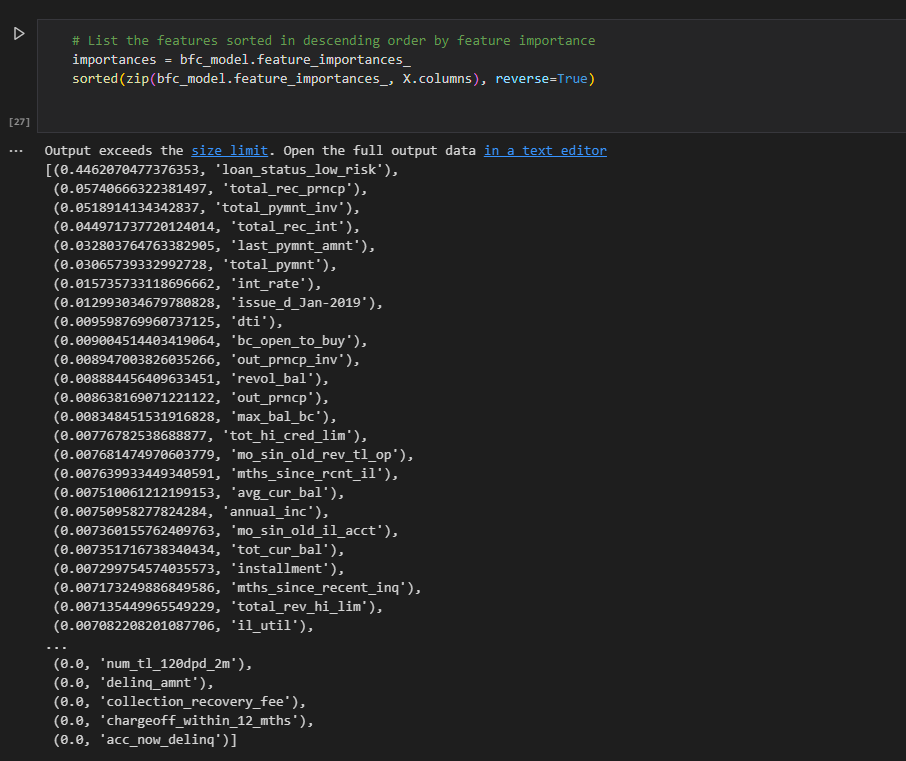 # List the features sorted in descending order by feature importance
importances = bfc_model.feature_importances_
sorted(zip(bfc_model.feature_importances_, X.columns), reverse=True)
[27]
... Output exceeds the size limit. Open the full output data in a text editor
[(0.4462070477376353, 'loan_status_low_risk'),
(0.05740666322381497, 'total_rec_prncp'),
(0.0518914134342837, 'total_pymnt_inv'),
(0.044971737720124014, 'total_rec_int'),
(0.032803764763382905, 'last_pymnt_amnt'),
(0.03065739332992728, 'total_pymnt'),
(0.015735733118696662, 'int_rate'),
(0.012993034679780828, 'issue_d_Jan-2019'),
(0.009598769960737125, 'dti'),
(0.009004514403419064, 'bc_open_to_buy'),
(0.008947003826035266, 'out_prncp_inv'),
(0.008884456409633451, 'revol_bal'),
(0.008638169071221122, 'out_prncp'),
(0.008348451531916828, 'max_bal_bc'),
(0.00776782538688877, 'tot_hi_cred_lim'),
(0.007681474970603779, 'mo_sin_old_rev_tl_op'),
(0.007639933449340591, 'mths_since_rcnt_il'),
(0.007510061212199153, 'avg_cur_bal'),
(0.00750958277824284, 'annual_inc'),
(0.007360155762409763, 'mo_sin_old_il_acct'),
(0.007351716738340434, 'tot_cur_bal'),
(0.007299754574035573, 'installment'),
(0.007173249886849586, 'mths_since_recent_inq'),
(0.007135449965549229, 'total_rev_hi_lim'),
(0.007082208201087706, 'il_util'),
...
(0.0, 'num_tl_120dpd_2m'),
(0.0, 'delinq_amnt'),
(0.0, 'collection_recovery_fee'),
(0.0, 'chargeoff_within_12_mths'),
(0.0, 'acc_now_delinq')]